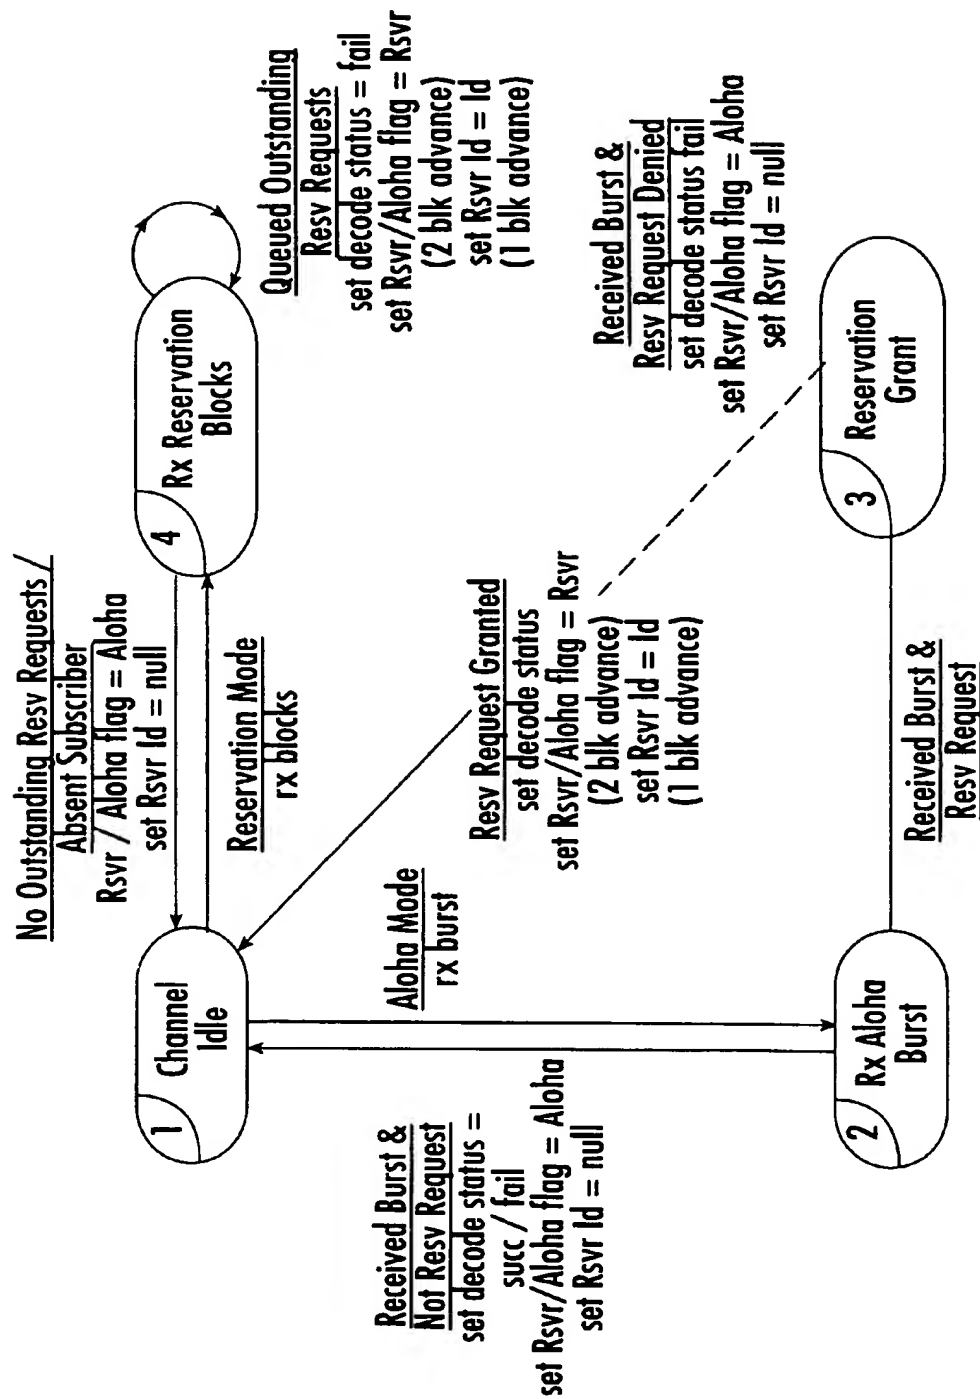 No Outstanding Resv Requests /
Absent Subscriber
Rsvr / Aloha flag = Aloha
set Rsvr Id = null
1
Channel
Idle
4
Rx Reservation
Blocks
Reservation Mode
rx blocks
Queued Outstanding
Resv Requests
set decode status = fail
set Rsvr/Aloha flag = Rsvr
(2 blk advance)
set Rsvr Id = Id
(1 blk advance)
Received Burst &
Not Resv Request
set decode status =
succ / fail
set Rsvr/Aloha flag = Aloha
set Rsvr Id = null
Aloha Mode
rx burst
Resv Request Granted
set decode status
set Rsvr/Aloha flag = Rsvr
(2 blk advance)
set Rsvr Id = Id
(1 blk advance)
Received Burst &
Resv Request Denied
set decode status fail
set Rsvr/Aloha flag = Aloha
set Rsvr Id = null
2
Rx Aloha
Burst
3
Reservation
Grant
Received Burst &
Resv Request